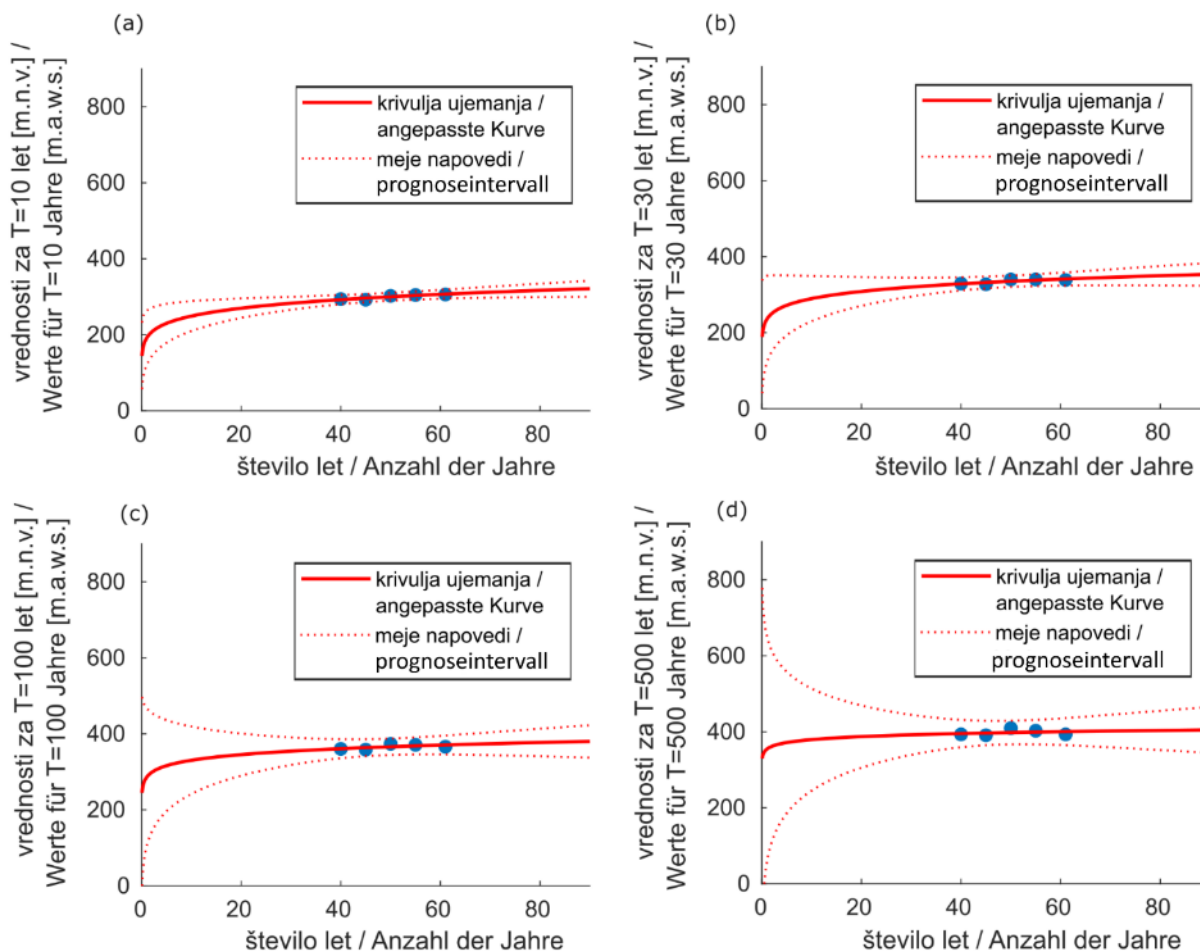 (a)
vrednosti za T=10 let [m.n.v.] /
Werte für T=10 Jahre [m.a.w.s.]
800
600
400
200
0
krivulja ujemanja /
angepasste Kurve
meje napovedi /
prognoseintervall
0 20 40 60 80
število let / Anzahl der Jahre
(b)
vrednosti za T=30 let [m.n.v.] /
Werte für T=30 Jahre [m.a.w.s.]
800
600
400
200
0
krivulja ujemanja /
angepasste Kurve
meje napovedi /
prognoseintervall
0 20 40 60 80
število let / Anzahl der Jahre
(c)
vrednosti za T=100 let [m.n.v.] /
Werte für T=100 Jahre [m.a.w.s.]
800
600
400
200
0
krivulja ujemanja /
angepasste Kurve
meje napovedi /
prognoseintervall
0 20 40 60 80
število let / Anzahl der Jahre
(d)
vrednosti za T=500 let [m.n.v.] /
Werte für T=500 Jahre [m.a.w.s.]
800
600
400
200
0
krivulja ujemanja /
angepasste Kurve
meje napovedi /
prognoseintervall
0 20 40 60 80
število let / Anzahl der Jahre